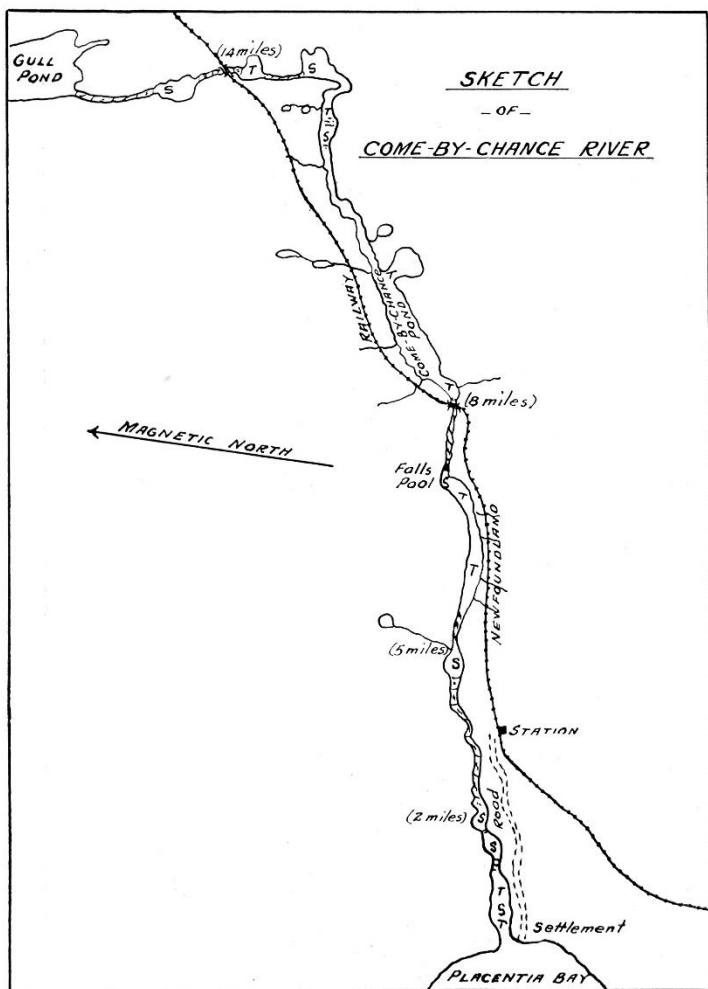 GULL
POND
(14 miles)
S
T
S
SKETCH
- OF -
COME-BY-CHANCE RIVER
T
S
RAILWAY
T
COME-BY-CHANCE
POND
T
(8 miles)
MAGNETIC NORTH
Falls
Pool
T
NEWFOUNDLAND
T
(5 miles)
S
STATION
Road
(2 miles)
S
S
T
S
T
Settlement
PLACENTIA BAY